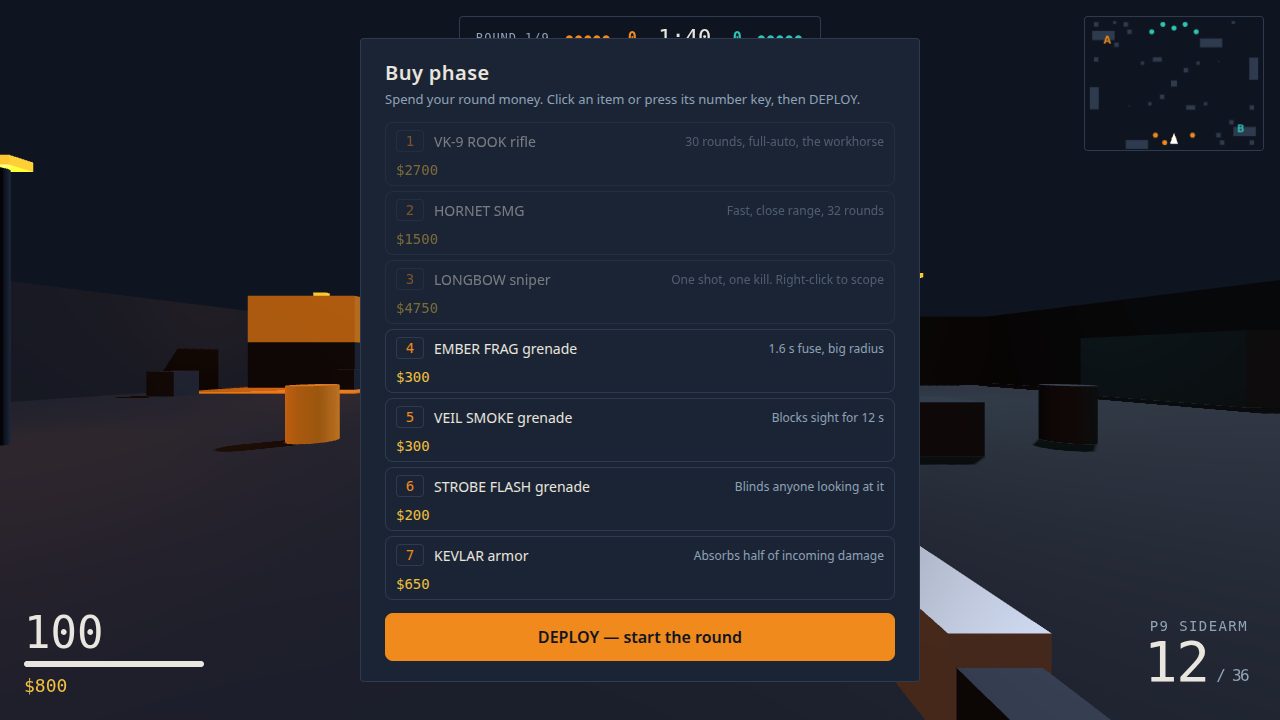 ROUND 1/9 0 1:40 0
A
B
Buy phase
Spend your round money. Click an item or press its number key, then DEPLOY.
1 VK-9 ROOK rifle 30 rounds, full-auto, the workhorse
$2700
2 HORNET SMG Fast, close range, 32 rounds
$1500
3 LONGBOW sniper One shot, one kill. Right-click to scope
$4750
4 EMBER FRAG grenade 1.6 s fuse, big radius
$300
5 VEIL SMOKE grenade Blocks sight for 12 s
$300
6 STROBE FLASH grenade Blinds anyone looking at it
$200
7 KEVLAR armor Absorbs half of incoming damage
$650
DEPLOY — start the round
100
$800
P9 SIDEARM
12 / 36